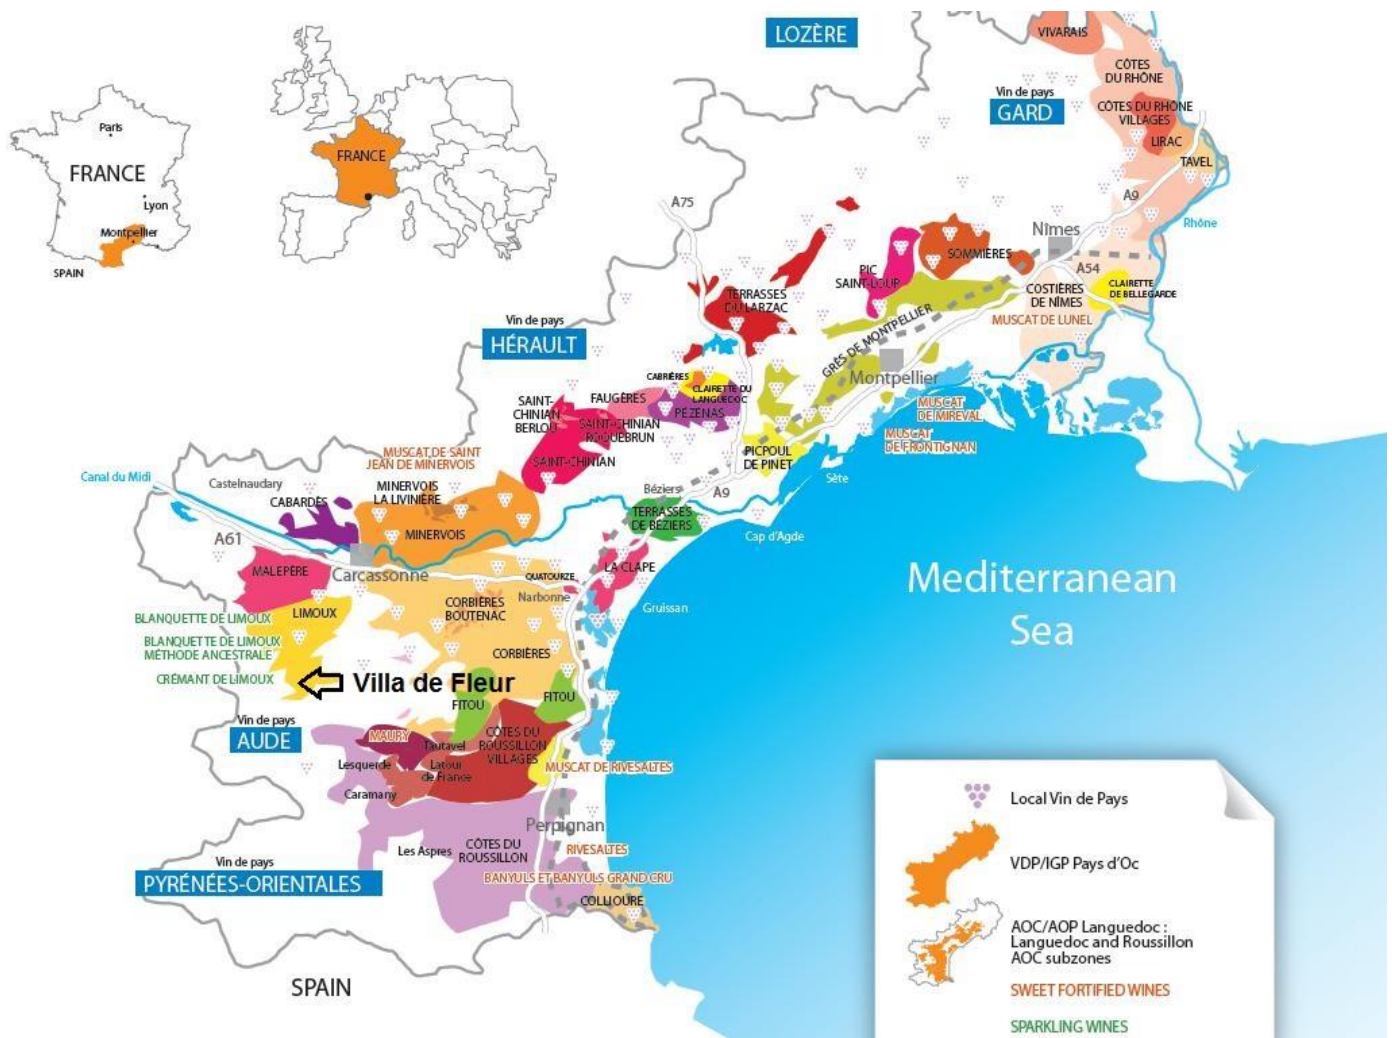 LOZÈRE
VIVARAIS
CÔTES
DU RHÔNE
Vin de pays
GARD
CÔTES DU RHÔNE
VILLAGES
LIRAC
TAVEL
Paris
FRANCE
Lyon
Montpellier
SPAIN
FRANCE
A75
A9
Rhône
Nîmes
SOMMIÈRES
PIC
SAINT-LOUP
A54
COSTIÈRES
DE NÎMES
CLAIRETTE
DE BELLEGARDE
MUSCAT DE LUNEL
TERRASSES
DU LARZAC
GRÈS DE MONTPELLIER
Montpellier
Vin de pays
HÉRAULT
CABRIÈRES
CLAIRETTE DU
LANGUEDOC
PÉZENAS
FAUGÈRES
SAINT-
CHINIAN
BERLOU
SAINT-CHINIAN
ROQUEBRUN
SAINT-CHINIAN
MUSCAT
DE MIREVAL
MUSCAT
DE FRONTIGNAN
PICPOUL
DE PINET
Sète
MUSCAT DE SAINT
JEAN DE MINERVOIS
Canal du Midi
Castelnaudary
CABARDÈS
MINERVOIS
LA LIVINIÈRE
MINERVOIS
Béziers
A9
TERRASSES
DE BÉZIERS
Cap d'Agde
A61
MALEPÈRE
Carcassonne
QUATOURZE
Narbonne
LA CLAPE
Gruissan
Mediterranean
Sea
BLANQUETTE DE LIMOUX
LIMOUX
CORBIÈRES
BOUTENAC
BLANQUETTE DE LIMOUX
MÉTHODE ANCESTRALE
CORBIÈRES
CRÉMANT DE LIMOUX
Villa de Fleur
FITOU
FITOU
Vin de pays
AUDE
MAURY
Tautavel
CÔTES DU
ROUSSILLON
VILLAGES
Lesquerde
Latour
de France
MUSCAT DE RIVESALTES
Caramany
Perpignan
Les Aspres
CÔTES DU
ROUSSILLON
RIVESALTES
Vin de pays
PYRÉNÉES-ORIENTALES
BANYULS ET BANYULS GRAND CRU
COLLIOURE
SPAIN
Local Vin de Pays
VDP/IGP Pays d'Oc
AOC/AOP Languedoc :
Languedoc and Roussillon
AOC subzones
SWEET FORTIFIED WINES
SPARKLING WINES